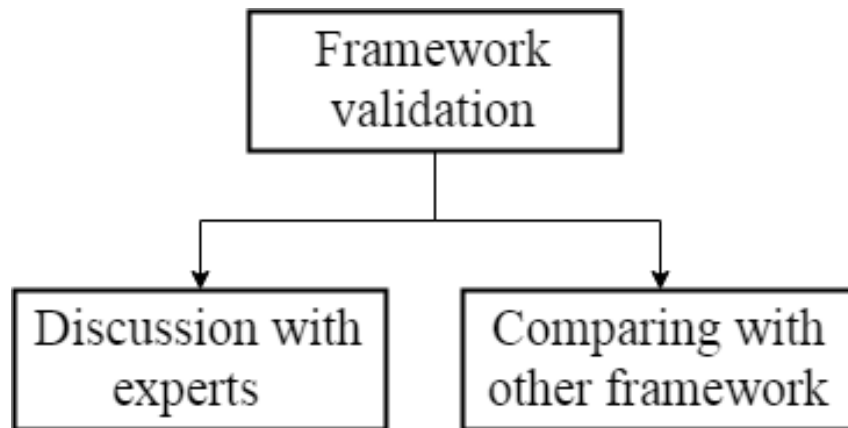 Framework
validation
Discussion with
experts
Comparing with
other framework